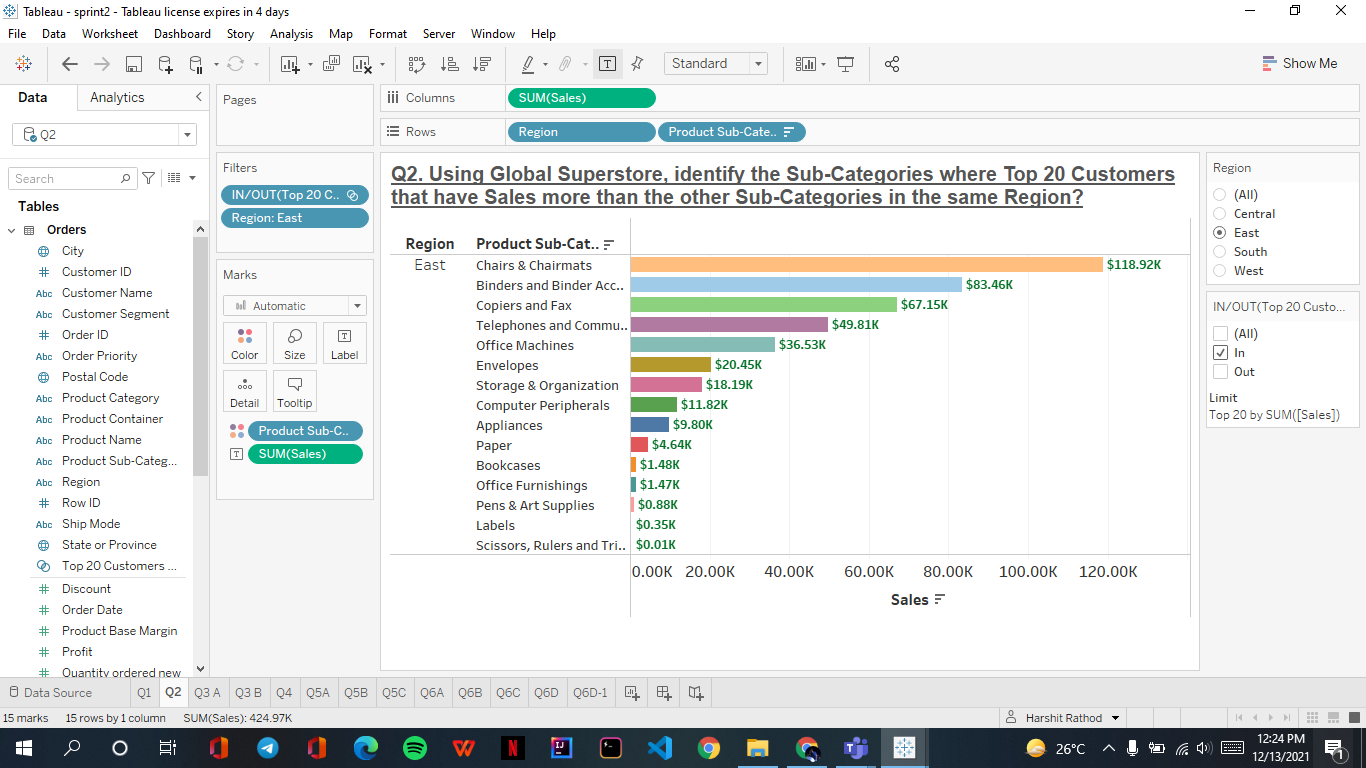 Tableau - sprint2 - Tableau license expires in 4 days
File Data Worksheet Dashboard Story Analysis Map Format Server Window Help
Standard
Show Me
Data Analytics
Q2
Search
Tables
Orders
City
Customer ID
Abc Customer Name
Abc Customer Segment
Order ID
Abc Order Priority
Postal Code
Abc Product Category
Abc Product Container
Abc Product Name
Abc Product Sub-Categ...
Abc Region
Row ID
Abc Ship Mode
State or Province
Top 20 Customers ...
Discount
Order Date
Product Base Margin
Profit
Quantity ordered new
Pages
Filters
IN/OUT(Top 20 C..
Region: East
Marks
Automatic
Color Size Label
Detail Tooltip
Product Sub-C..
SUM(Sales)
Columns SUM(Sales)
Rows Region Product Sub-Cate..
Q2. Using Global Superstore, identify the Sub-Categories where Top 20 Customers
that have Sales more than the other Sub-Categories in the same Region?
Region Product Sub-Cat..
East Chairs & Chairmats $118.92K
Binders and Binder Acc.. $83.46K
Copiers and Fax $67.15K
Telephones and Commu.. $49.81K
Office Machines $36.53K
Envelopes $20.45K
Storage & Organization $18.19K
Computer Peripherals $11.82K
Appliances $9.80K
Paper $4.64K
Bookcases $1.48K
Office Furnishings $1.47K
Pens & Art Supplies $0.88K
Labels $0.35K
Scissors, Rulers and Tri.. $0.01K
0.00K 20.00K 40.00K 60.00K 80.00K 100.00K 120.00K
Sales
Region
(All)
Central
East
South
West
IN/OUT(Top 20 Custo...
(All)
In
Out
Limit
Top 20 by SUM([Sales])
Data Source Q1 Q2 Q3 A Q3 B Q4 Q5A Q5B Q5C Q6A Q6B Q6C Q6D Q6D-1
15 marks 15 rows by 1 column SUM(Sales): 424.97K
Harshit Rathod
26°C
12:24 PM
12/13/2021
1